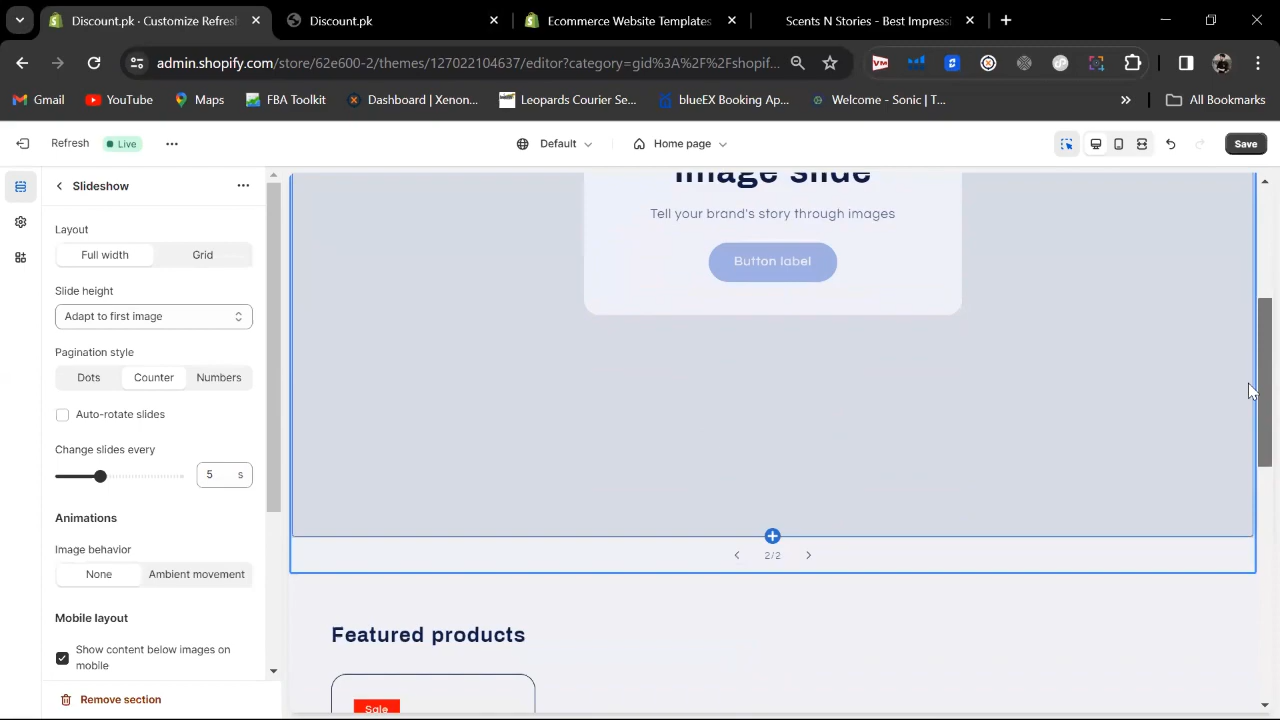 Discount.pk · Customize Refresh
Discount.pk
Ecommerce Website Templates
Scents N Stories - Best Impressi
admin.shopify.com/store/62e600-2/themes/127022104637/editor?category=gid%3A%2F%2Fshopif...
Gmail
YouTube
Maps
FBA Toolkit
Dashboard | Xenon...
Leopards Courier Se...
blueEX Booking Ap...
Welcome - Sonic | T...
All Bookmarks
Refresh
Live
Default
Home page
Save
Slideshow
Layout
Full width
Grid
Slide height
Adapt to first image
Pagination style
Dots
Counter
Numbers
Auto-rotate slides
Change slides every
5 s
Animations
Image behavior
None
Ambient movement
Mobile layout
Show content below images on
mobile
Remove section
Image slide
Tell your brand's story through images
Button label
2/2
Featured products
Sale